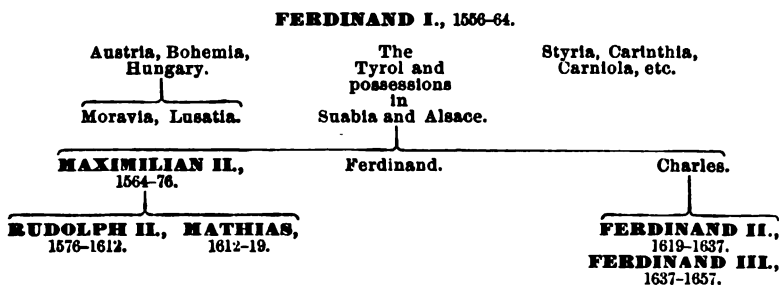 FERDINAND I., 1556–64.
Austria, Bohemia,
Hungary.
Moravia, Lusatia.
The
Tyrol and
possessions
in
Suabia and Alsace.
Styria, Carinthia,
Carniola, etc.
MAXIMILIAN II.,
1564–76.
Ferdinand.
Charles.
RUDOLPH II.,
1576–1612.
MATHIAS,
1612–19.
FERDINAND II.,
1619–1637.
FERDINAND III.,
1637–1657.